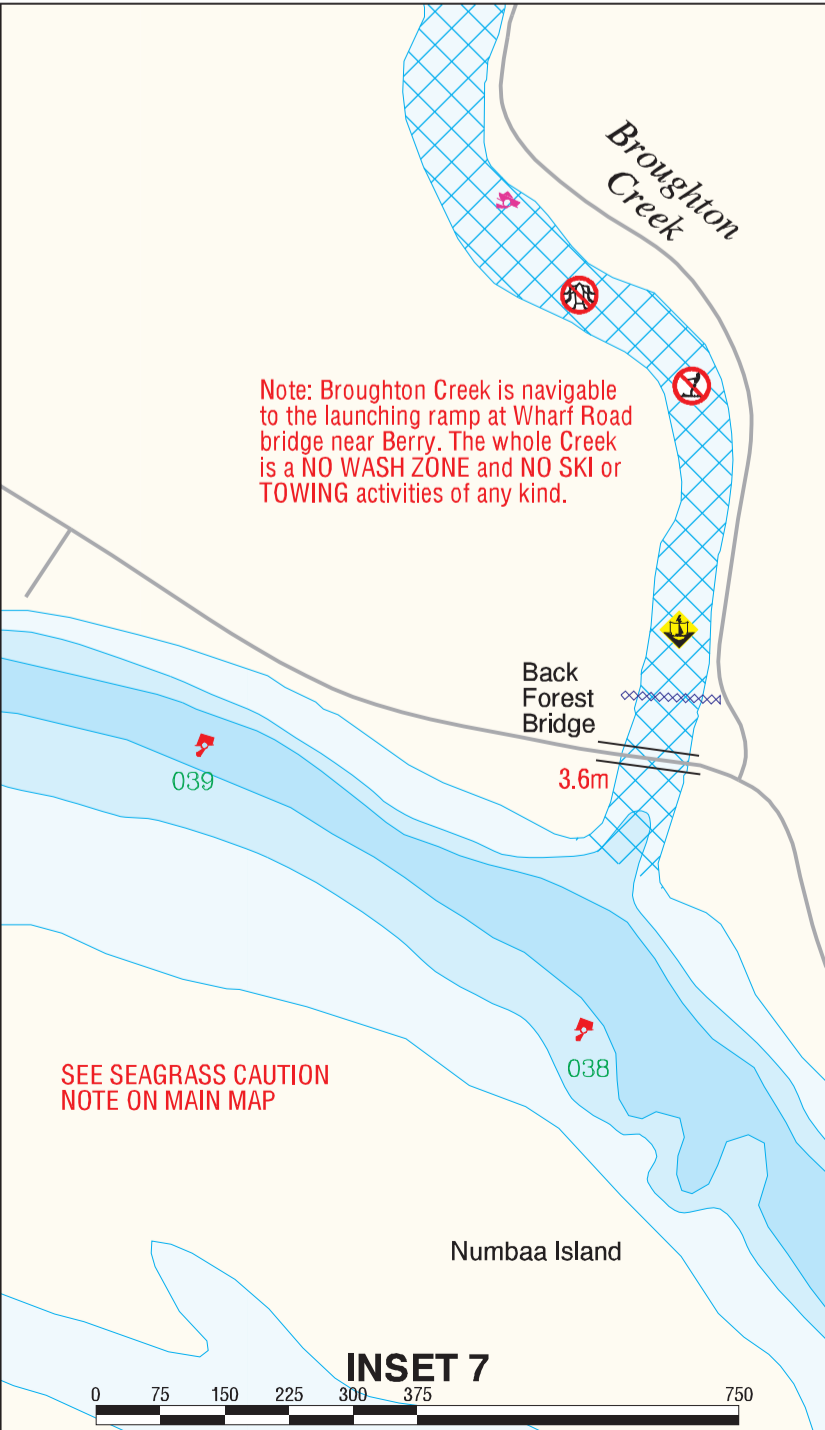 Broughton
Creek
Note: Broughton Creek is navigable
to the launching ramp at Wharf Road
bridge near Berry. The whole Creek
is a NO WASH ZONE and NO SKI or
TOWING activities of any kind.
Back
Forest
Bridge
3.6m
039
038
SEE SEAGRASS CAUTION
NOTE ON MAIN MAP
Numbaa Island
INSET 7
0 75 150 225 300 375 750